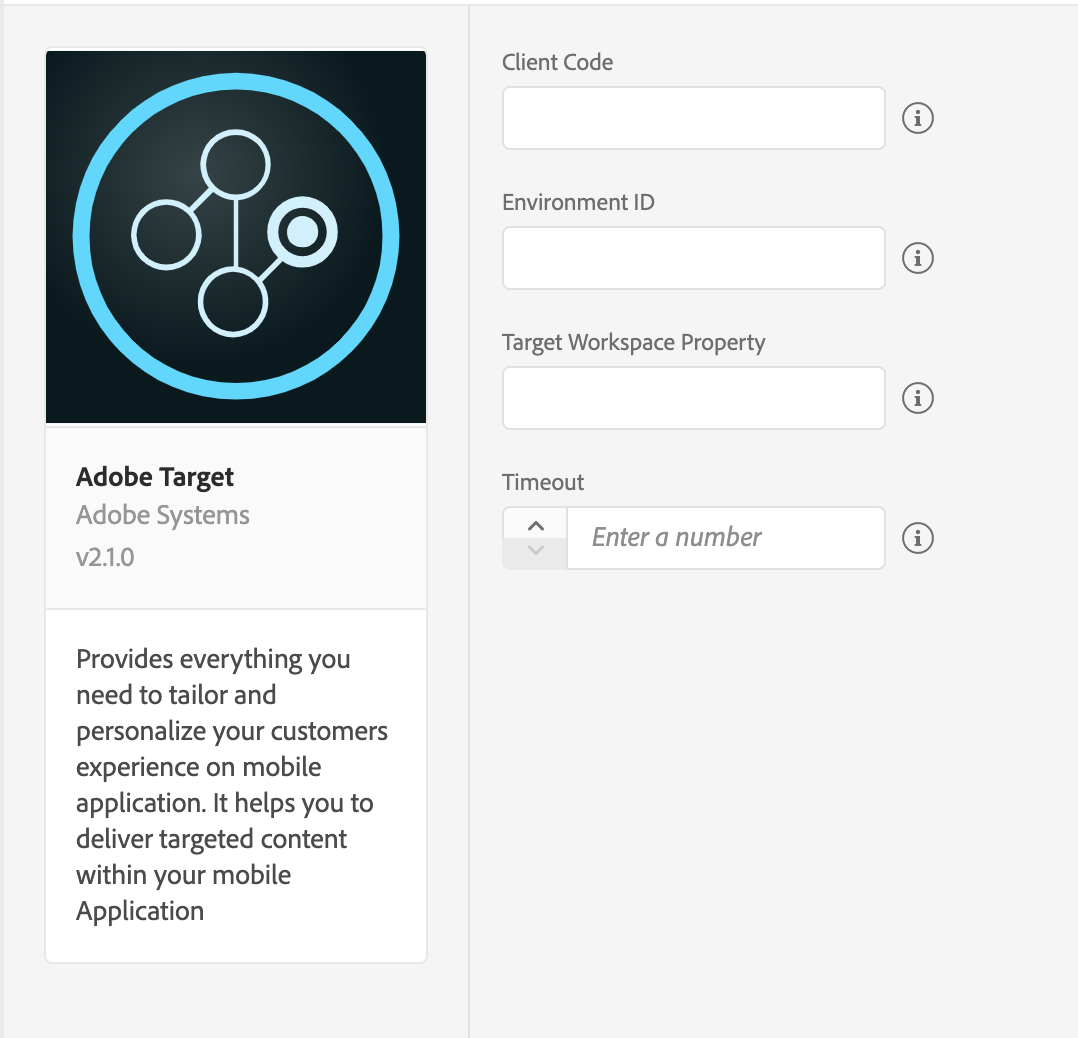 Adobe Target
Adobe Systems
v2.1.0
Provides everything you
need to tailor and
personalize your customers
experience on mobile
application. It helps you to
deliver targeted content
within your mobile
Application
Client Code
Environment ID
Target Workspace Property
Timeout
Enter a number